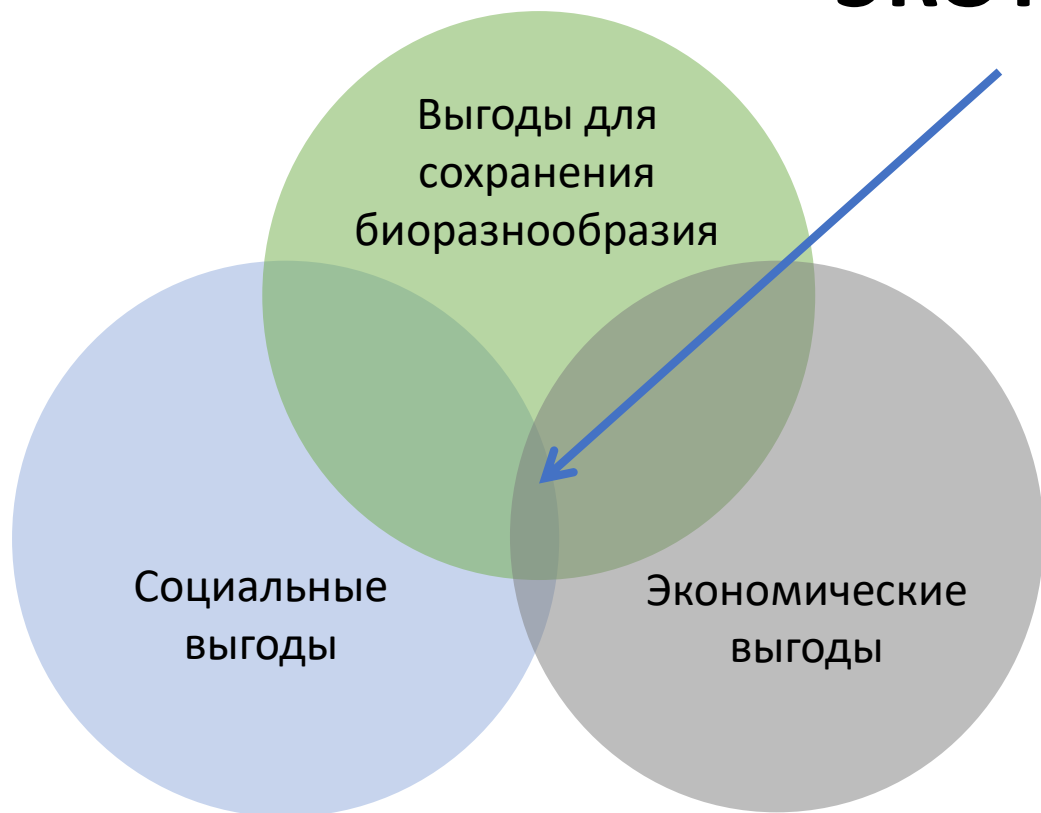 Выгоды для
сохранения
биоразнообразия
Социальные
выгоды
Экономические
выгоды